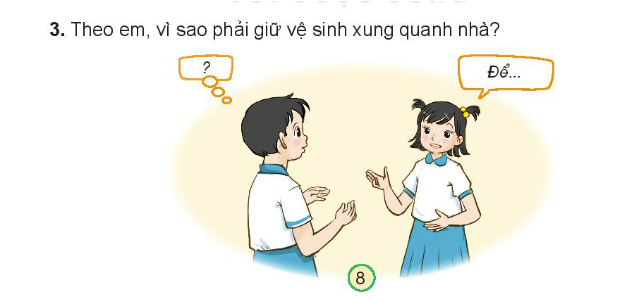 3. Theo em, vì sao phải giữ vệ sinh xung quanh nhà?
?
Để...
8